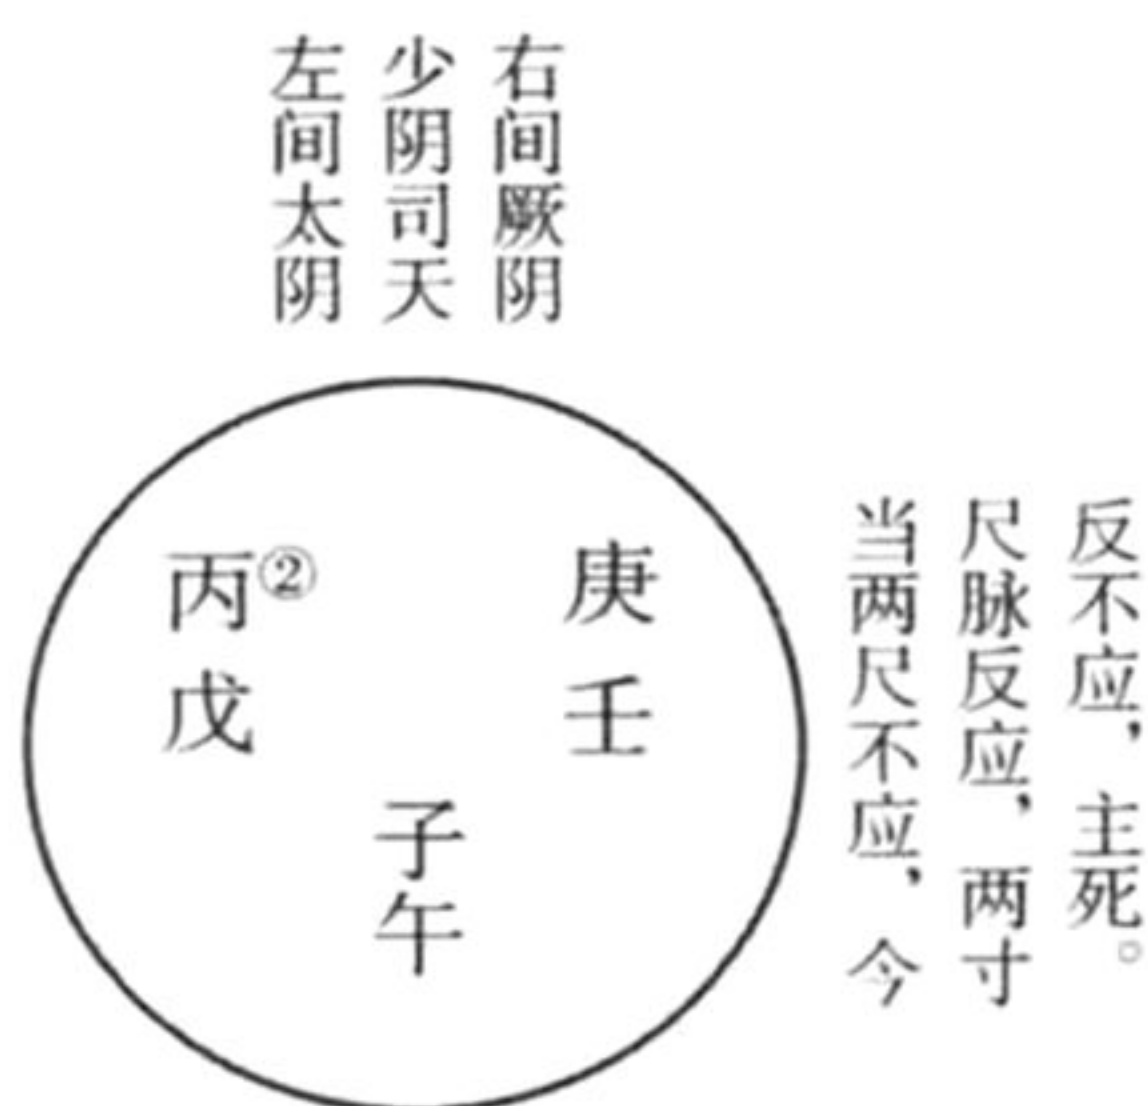 左间太阴
少阴司天
右间厥阴
丙②戊
子午
庚壬
当两尺不应，今
尺脉反应，两寸
反不应，主死。